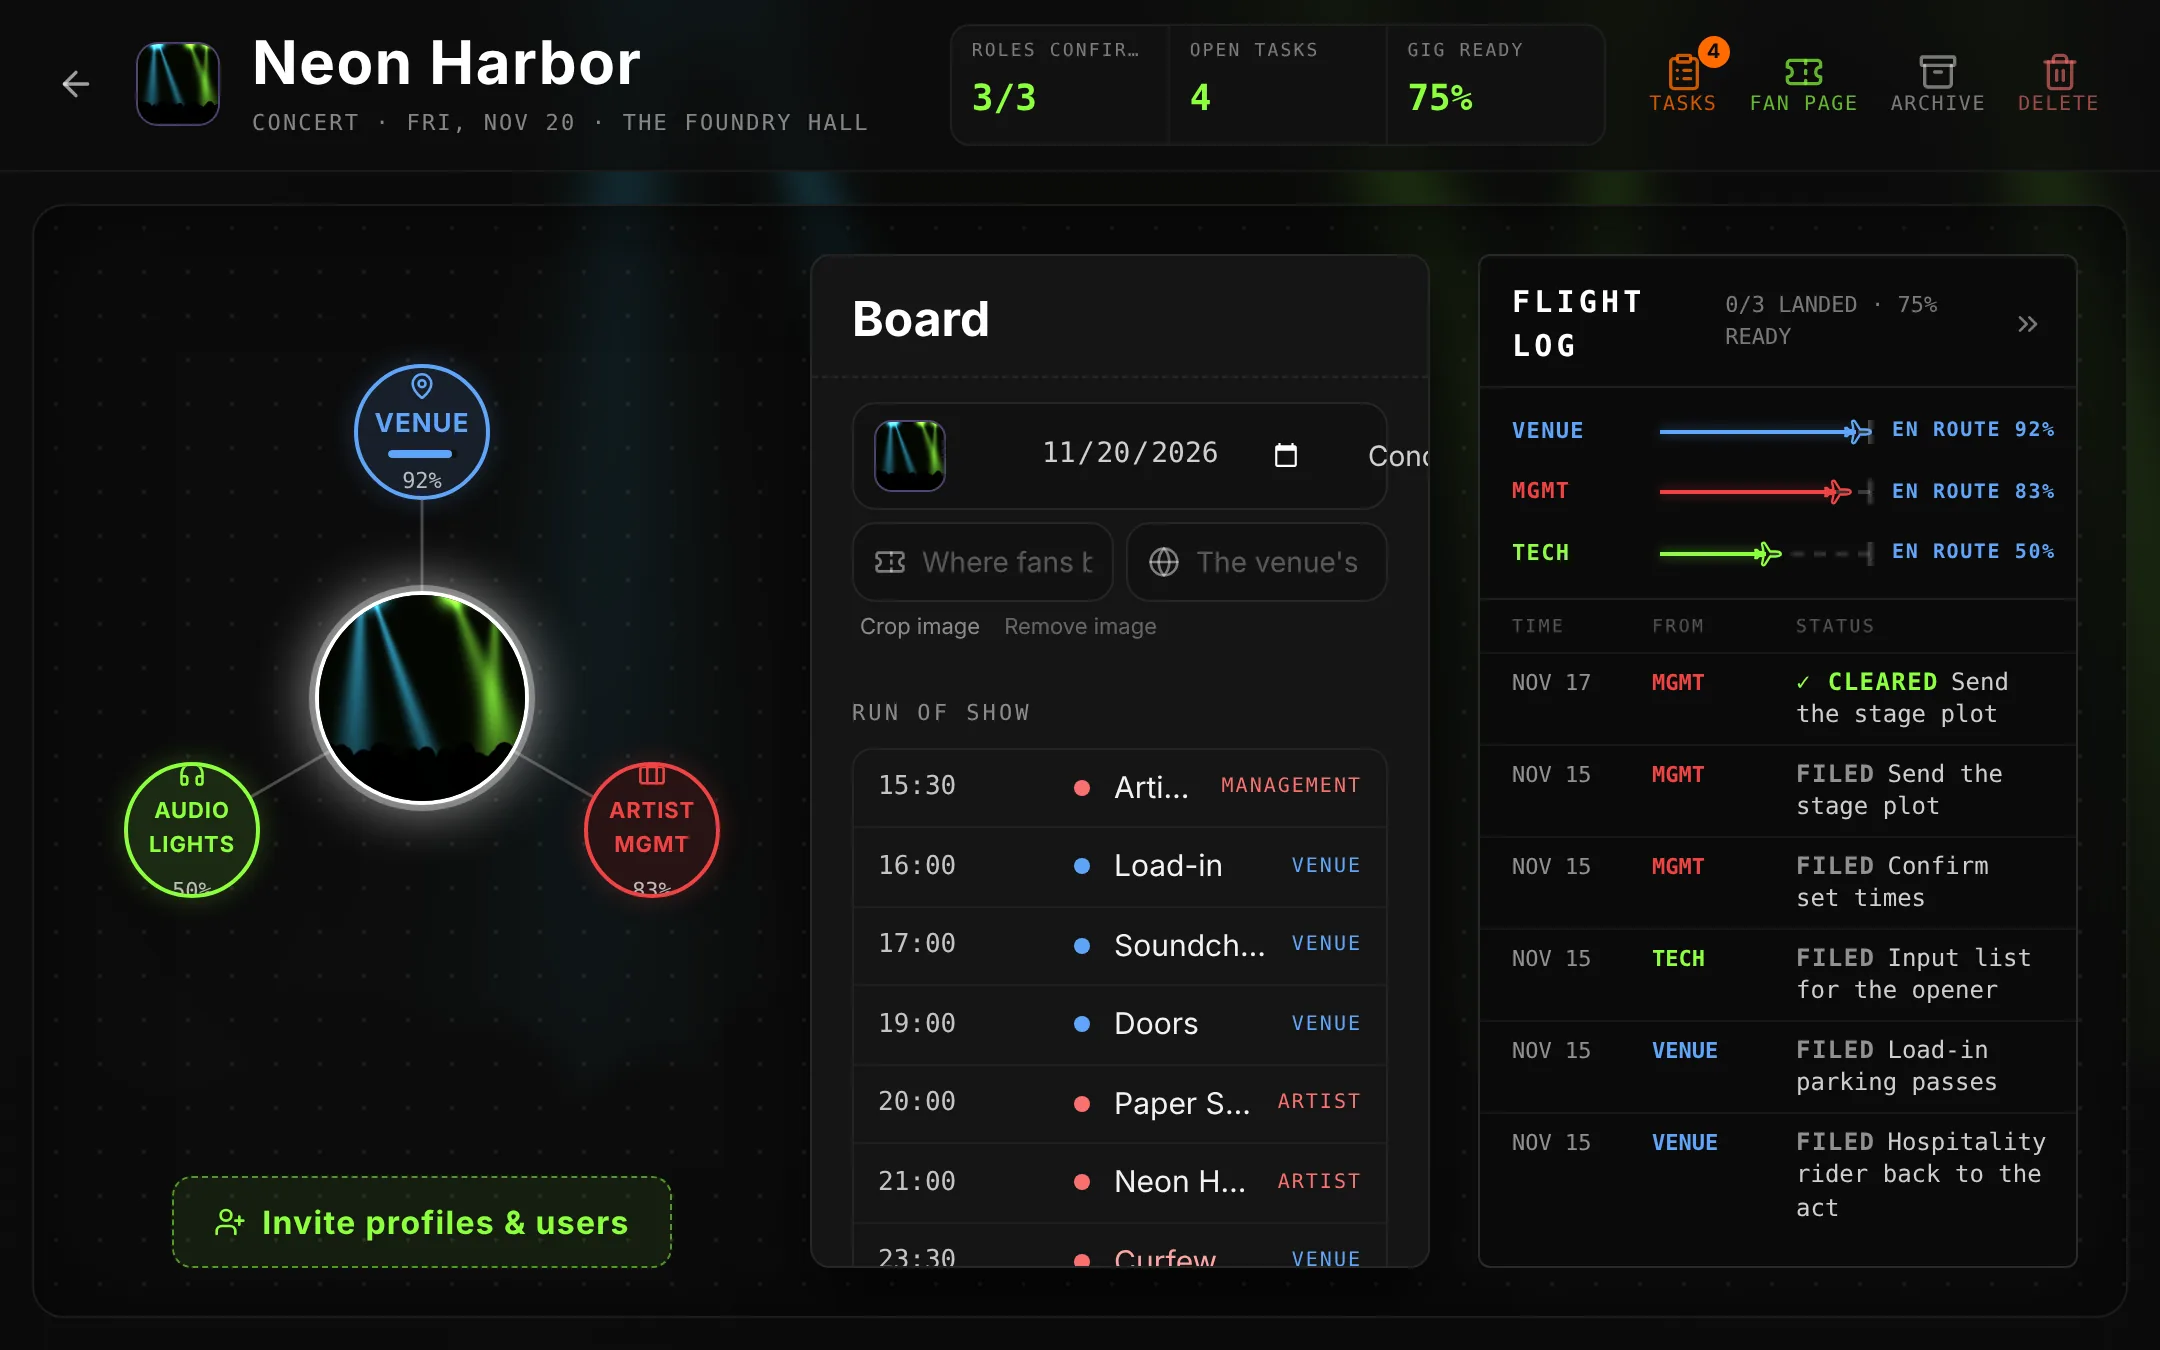 Neon Harbor
CONCERT · FRI, NOV 20 · THE FOUNDRY HALL
ROLES CONFIR…
3/3
OPEN TASKS
4
GIG READY
75%
4
TASKS
FAN PAGE
ARCHIVE
DELETE
VENUE
92%
AUDIO
LIGHTS
50%
ARTIST
MGMT
83%
Invite profiles & users
Board
11/20/2026
Conc
Where fans b
The venue's
Crop image
Remove image
RUN OF SHOW
15:30 Arti... MANAGEMENT
16:00 Load-in VENUE
17:00 Soundch... VENUE
19:00 Doors VENUE
20:00 Paper S... ARTIST
21:00 Neon H... ARTIST
23:30 Curfew VENUE
FLIGHT
LOG
0/3 LANDED · 75%
READY
VENUE EN ROUTE 92%
MGMT EN ROUTE 83%
TECH EN ROUTE 50%
TIME FROM STATUS
NOV 17 MGMT ✓ CLEARED Send
the stage plot
NOV 15 MGMT FILED Send the
stage plot
NOV 15 MGMT FILED Confirm
set times
NOV 15 TECH FILED Input list
for the opener
NOV 15 VENUE FILED Load-in
parking passes
NOV 15 VENUE FILED Hospitality
rider back to the
act